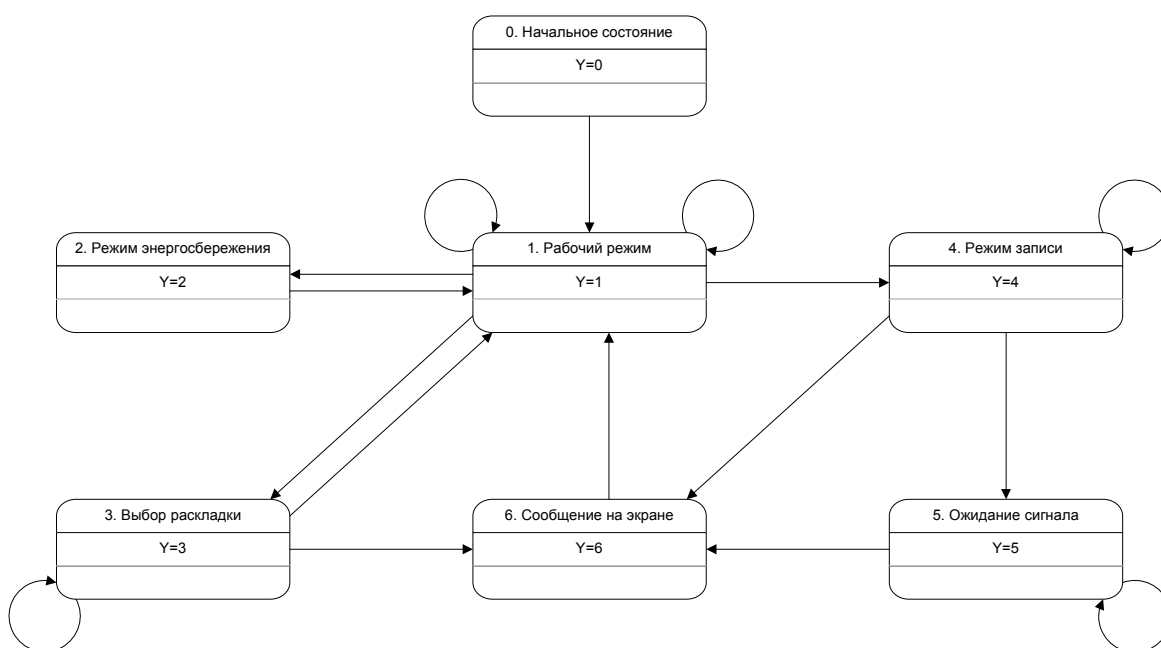 0. Начальное состояние
Y=0
2. Режим энергосбережения
Y=2
1. Рабочий режим
Y=1
4. Режим записи
Y=4
3. Выбор раскладки
Y=3
6. Сообщение на экране
Y=6
5. Ожидание сигнала
Y=5